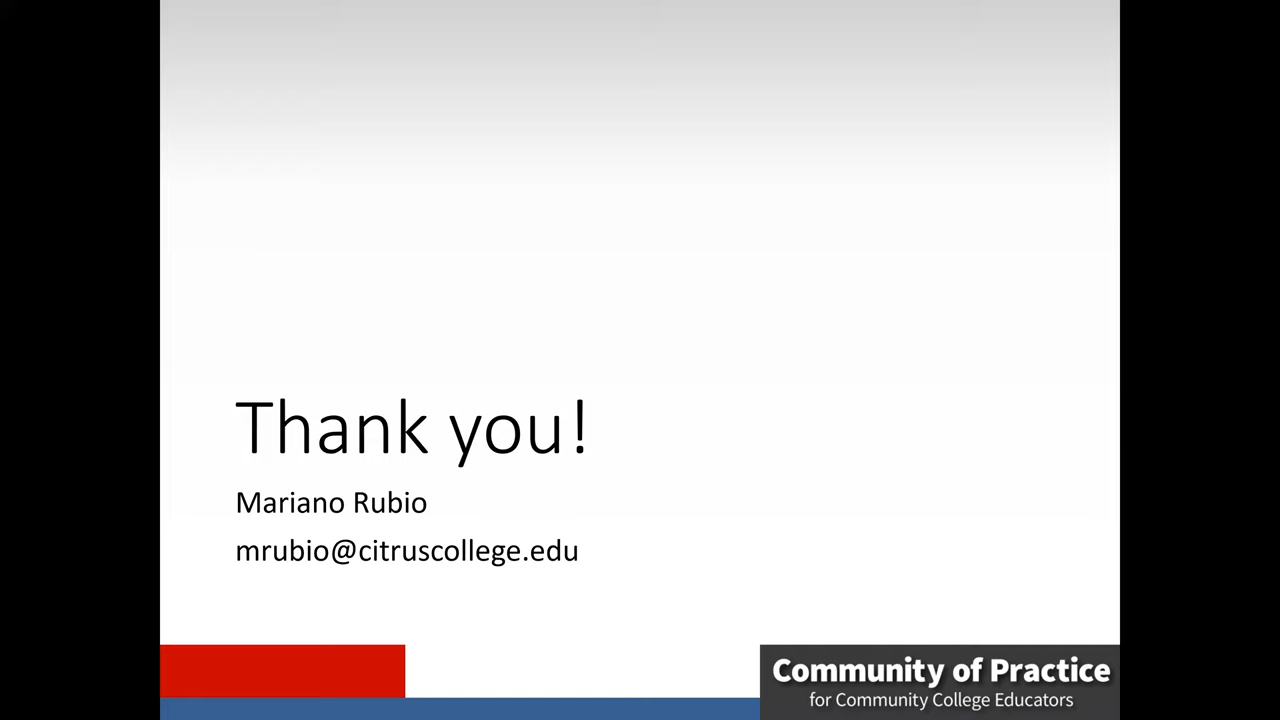 Thank you!
Mariano Rubio
mrubio@citruscollege.edu
Community of Practice
for Community College Educators